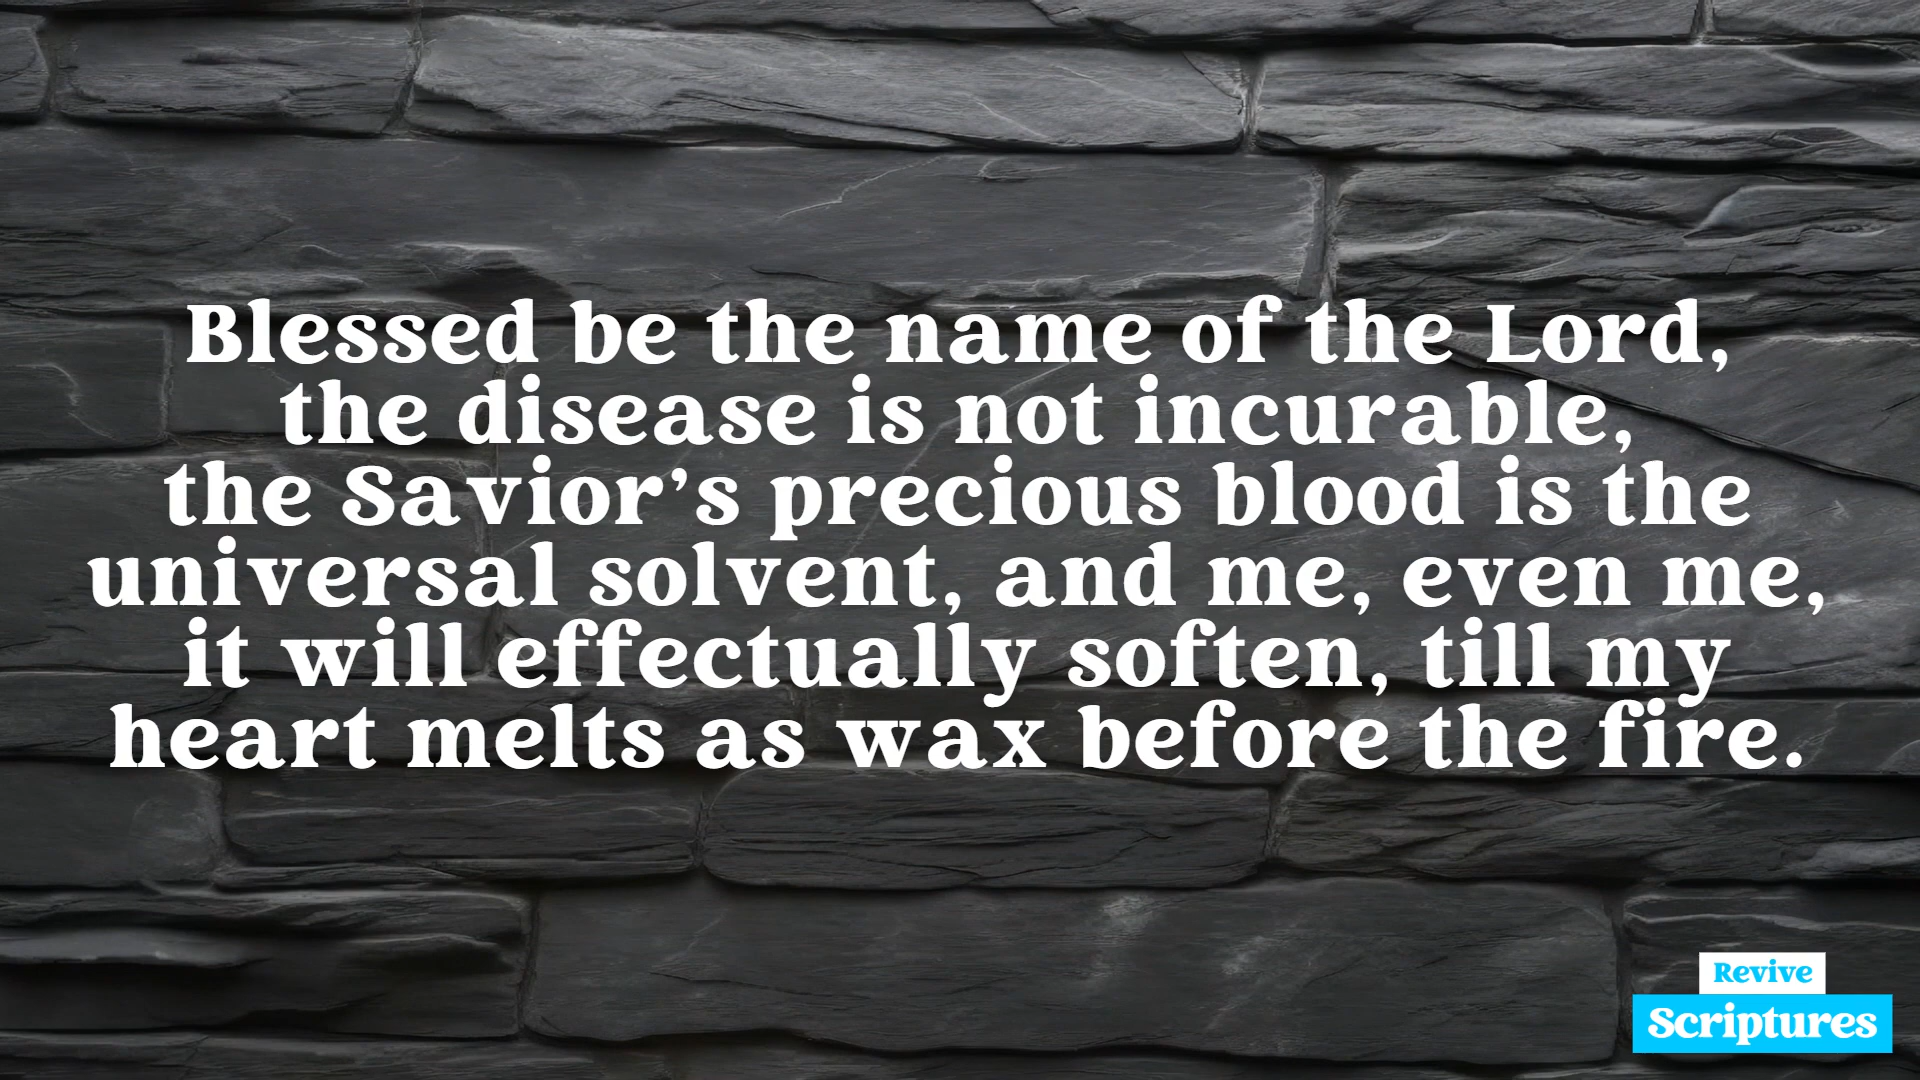 Blessed be the name of the Lord,
the disease is not incurable,
the Savior’s precious blood is the
universal solvent, and me, even me,
it will effectually soften, till my
heart melts as wax before the fire.
Revive
Scriptures